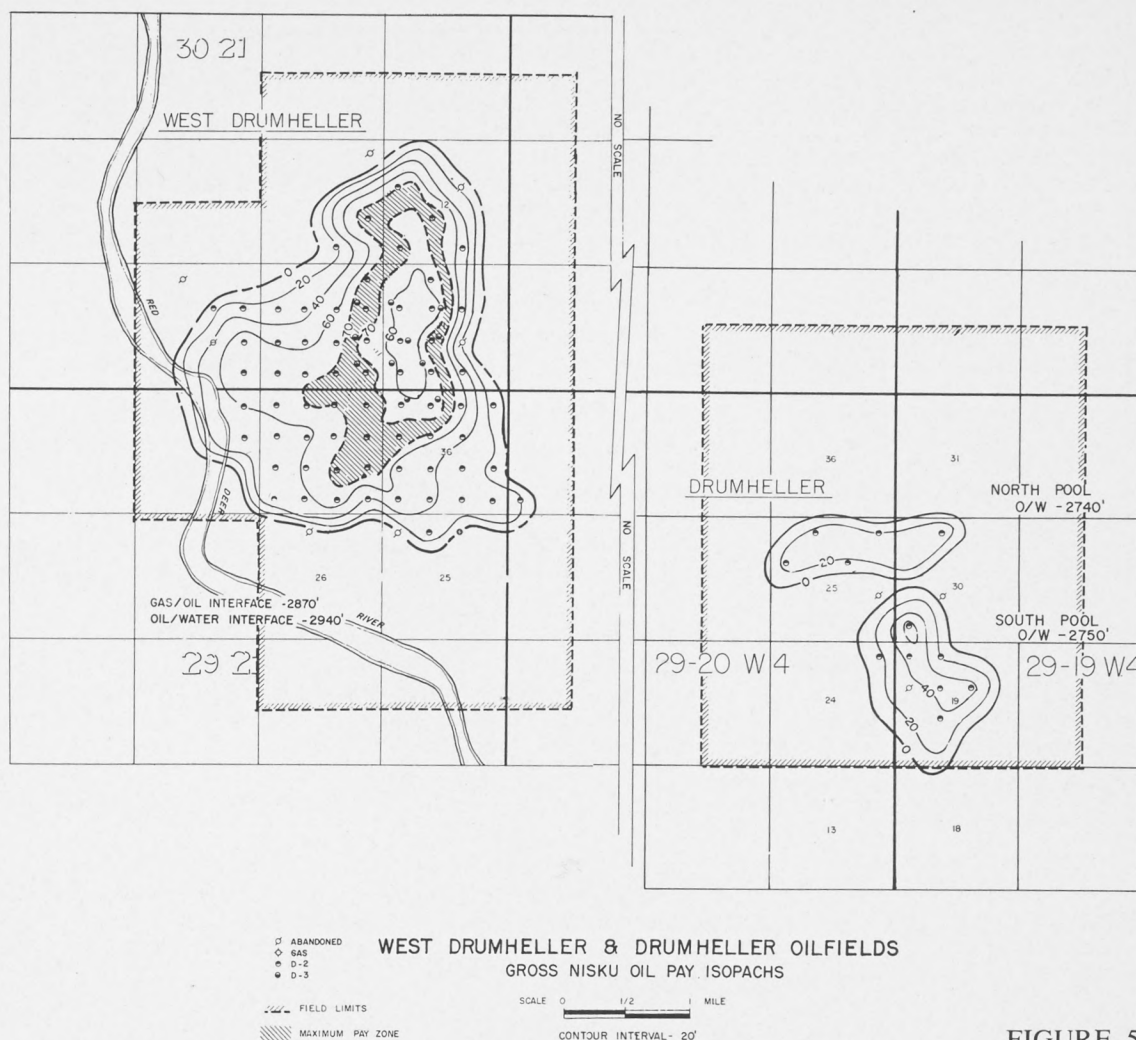 30 21
WEST DRUMHELLER
NO SCALE
12
0
20
40
60
70
70
60
RED
DEER
RIVER
36
26
25
GAS/OIL INTERFACE -2870'
OIL/WATER INTERFACE -2940'
29 21
NO SCALE
36
31
DRUMHELLER
NORTH POOL
O/W -2740'
20
0
25
30
SOUTH POOL
O/W -2750'
29-20 W4
29-19 W4
24
40
19
20
0
13
18
ABANDONED
GAS
D-2
D-3
FIELD LIMITS
MAXIMUM PAY ZONE
WEST DRUMHELLER & DRUMHELLER OILFIELDS
GROSS NISKU OIL PAY ISOPACHS
SCALE 0 1/2 1 MILE
CONTOUR INTERVAL- 20'
FIGURE 5